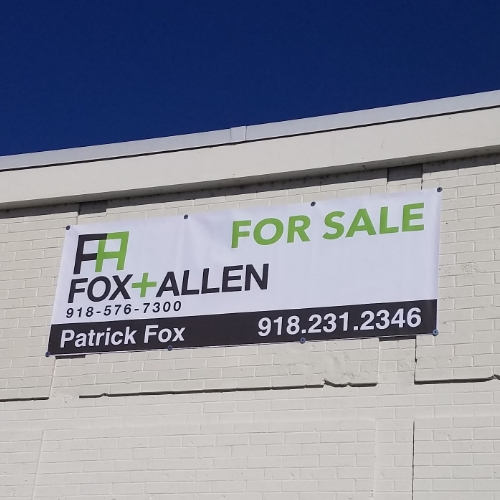 FOR SALE
FA
FOX+ALLEN
918-576-7300
Patrick Fox 918.231.2346